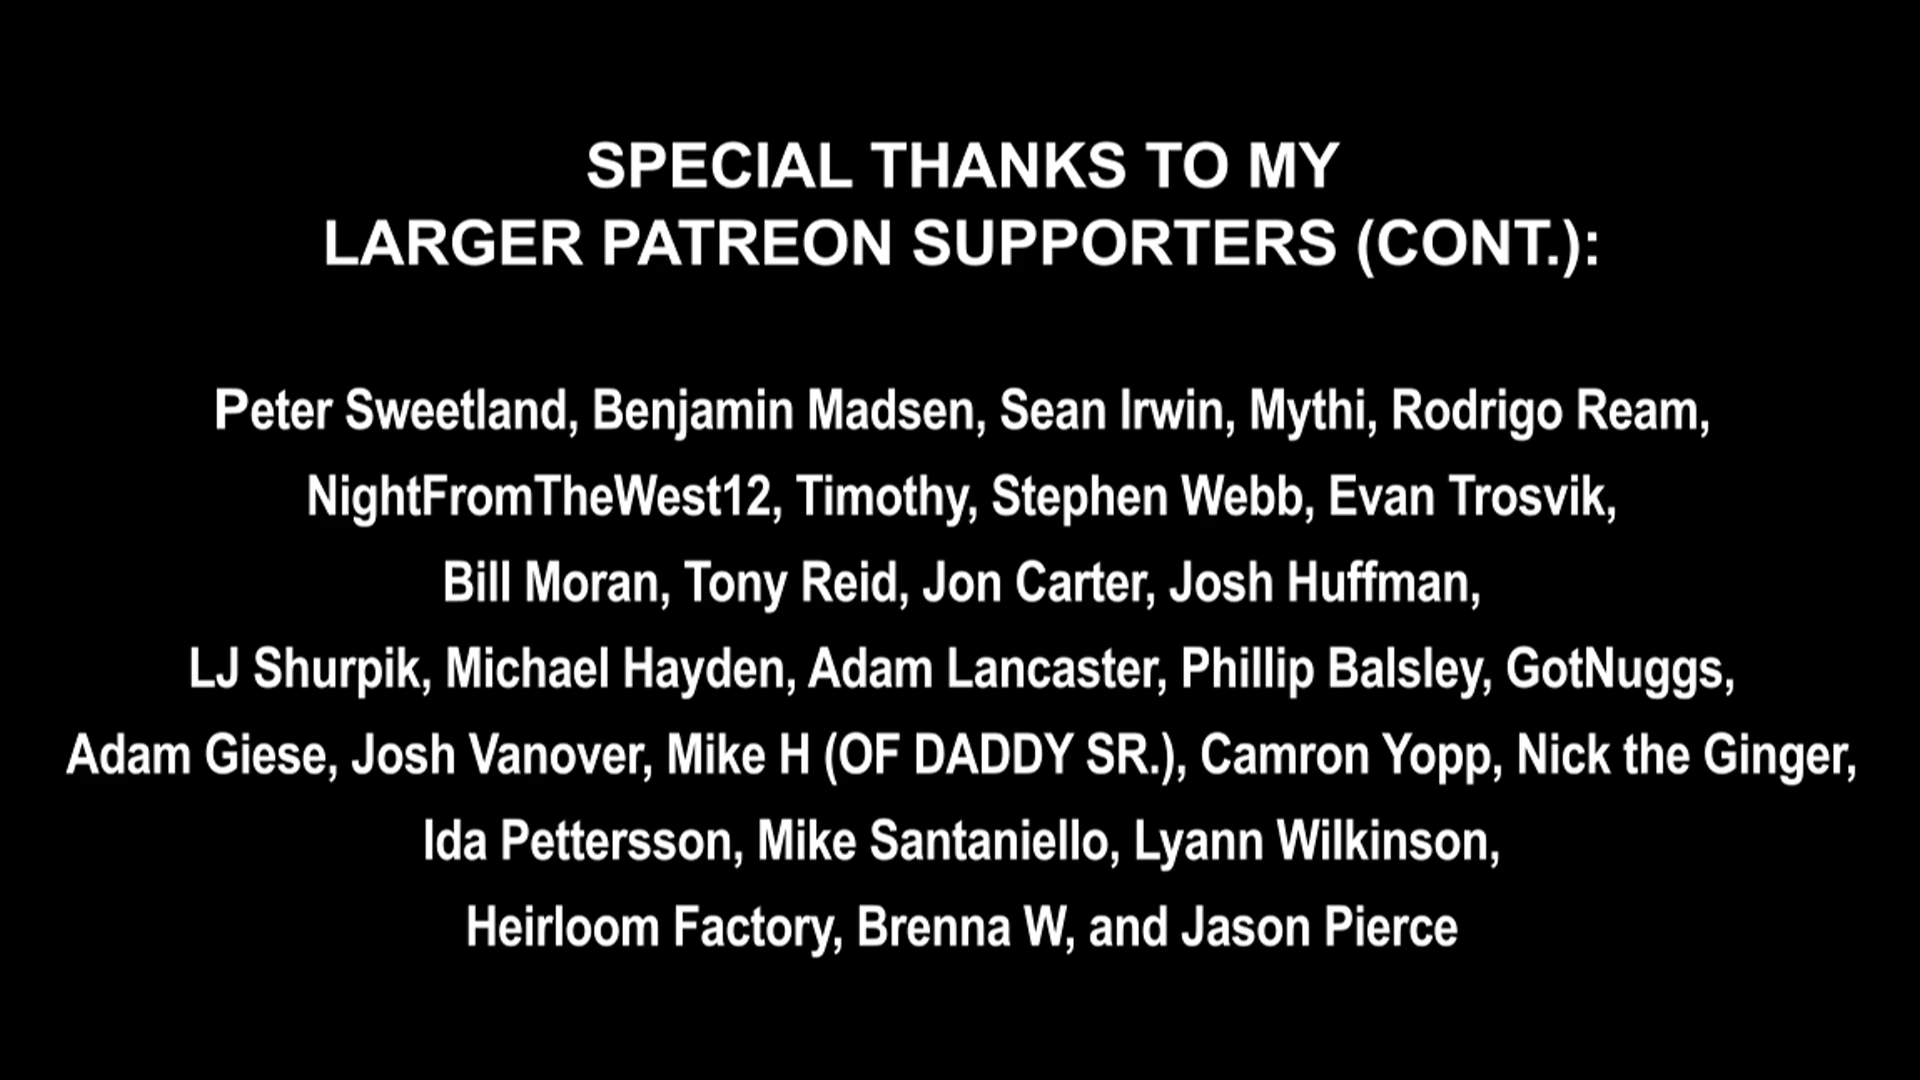 SPECIAL THANKS TO MY
LARGER PATREON SUPPORTERS (CONT.):
Peter Sweetland, Benjamin Madsen, Sean Irwin, Mythi, Rodrigo Ream,
NightFromTheWest12, Timothy, Stephen Webb, Evan Trosvik,
Bill Moran, Tony Reid, Jon Carter, Josh Huffman,
LJ Shurpik, Michael Hayden, Adam Lancaster, Phillip Balsley, GotNuggs,
Adam Giese, Josh Vanover, Mike H (OF DADDY SR.), Camron Yopp, Nick the Ginger,
Ida Pettersson, Mike Santaniello, Lyann Wilkinson,
Heirloom Factory, Brenna W, and Jason Pierce